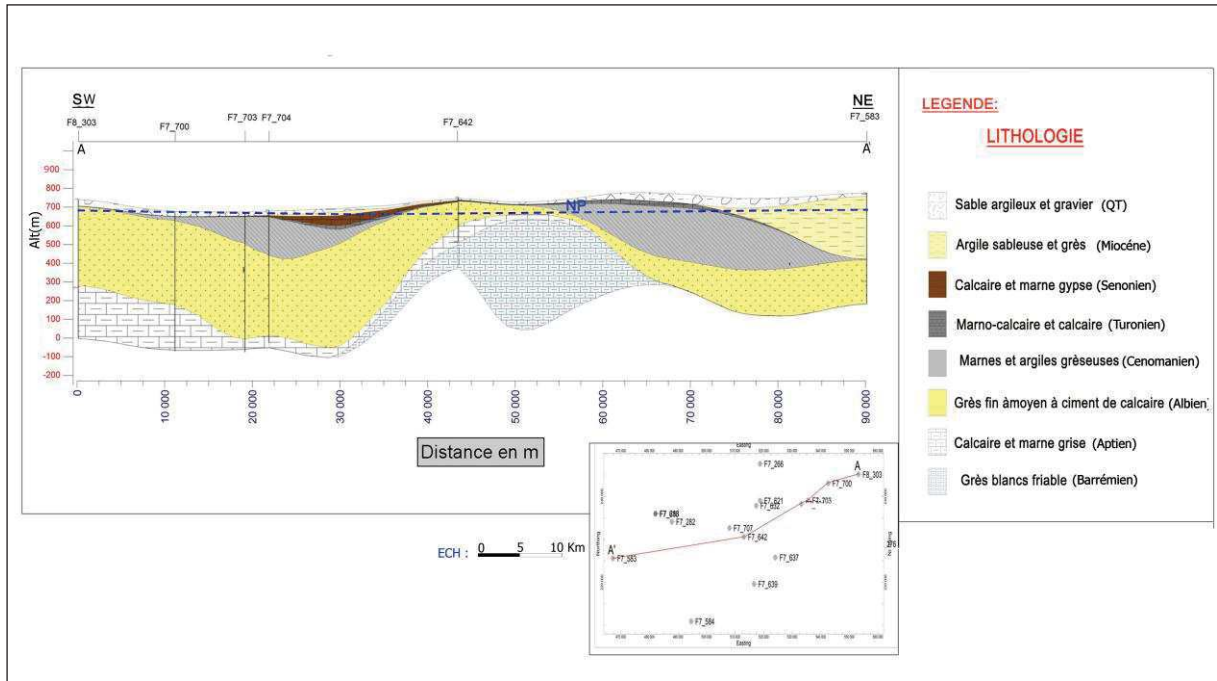 SW
NE
F8_303
F7_700
F7_703
F7_704
F7_642
F7_583
A
A'
Alt(m)
900
800
700
600
500
400
300
200
100
0
-100
-200
NP
0
10 000
20 000
30 000
40 000
50 000
60 000
70 000
80 000
90 000
Distance en m
ECH : 0 5 10 Km
LEGENDE:
LITHOLOGIE
Sable argileux et gravier (QT)
Argile sableuse et grès (Miocéne)
Calcaire et marne gypse (Senonien)
Marno-calcaire et calcaire (Turonien)
Marnes et argiles grèseuses (Cenomanien)
Grès fin àmoyen à ciment de calcaire (Albien)
Calcaire et marne grise (Aptien)
Grès blancs friable (Barrémien)
Easting
F7_266
A
F8_303
F7_700
F7_621
F7_632
F7_703
F7_282
F7_707
F7_642
A'
F7_583
F7_637
F7_639
F7_584
Northing
Easting